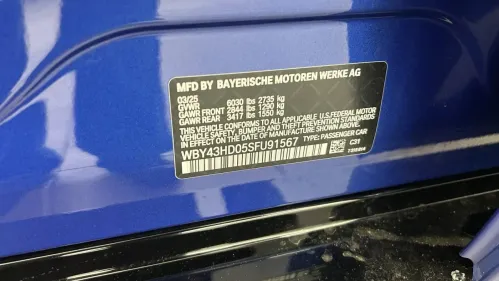 MFD BY BAYERISCHE MOTOREN WERKE AG
03/25
GVWR 6030 lbs 2735 kg
GAWR FRONT 2844 lbs 1290 kg
GAWR REAR 3417 lbs 1550 kg
THIS VEHICLE CONFORMS TO ALL APPLICABLE U.S.FEDERAL MOTOR
VEHICLE SAFETY, BUMPER, AND THEFT PREVENTION STANDARDS
IN EFFECT ON THE DATE OF MANUFACTURE SHOWN ABOVE.
WBY43HD05SFU91567 TYPE: PASSENGER CAR
C31